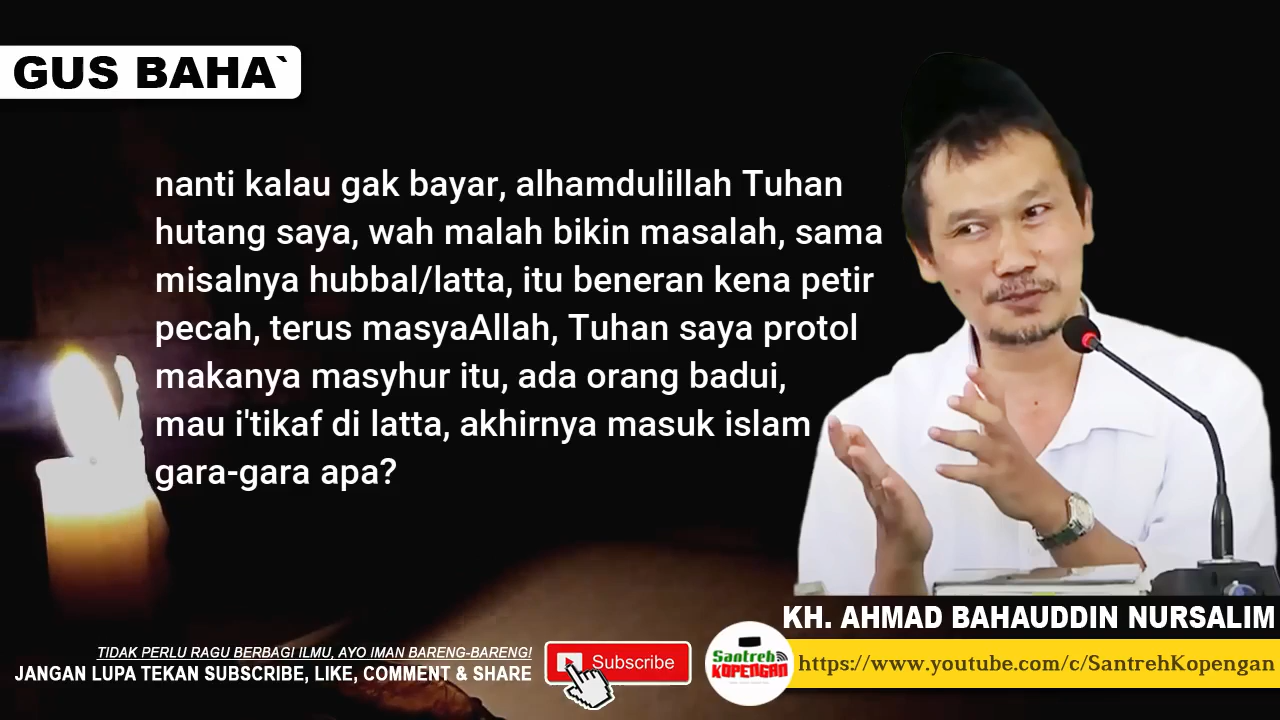 GUS BAHA`
nanti kalau gak bayar, alhamdulillah Tuhan
hutang saya, wah malah bikin masalah, sama
misalnya hubbal/latta, itu beneran kena petir
pecah, terus masyaAllah, Tuhan saya protol
makanya masyhur itu, ada orang badui,
mau i'tikaf di latta, akhirnya masuk islam
gara-gara apa?
KH. AHMAD BAHAUDDIN NURSALIM
TIDAK PERLU RAGU BERBAGI ILMU, AYO IMAN BARENG-BARENG!
JANGAN LUPA TEKAN SUBSCRIBE, LIKE, COMMENT & SHARE
Subscribe
Santreh
KOPENGAN
https://www.youtube.com/c/SantrehKopengan